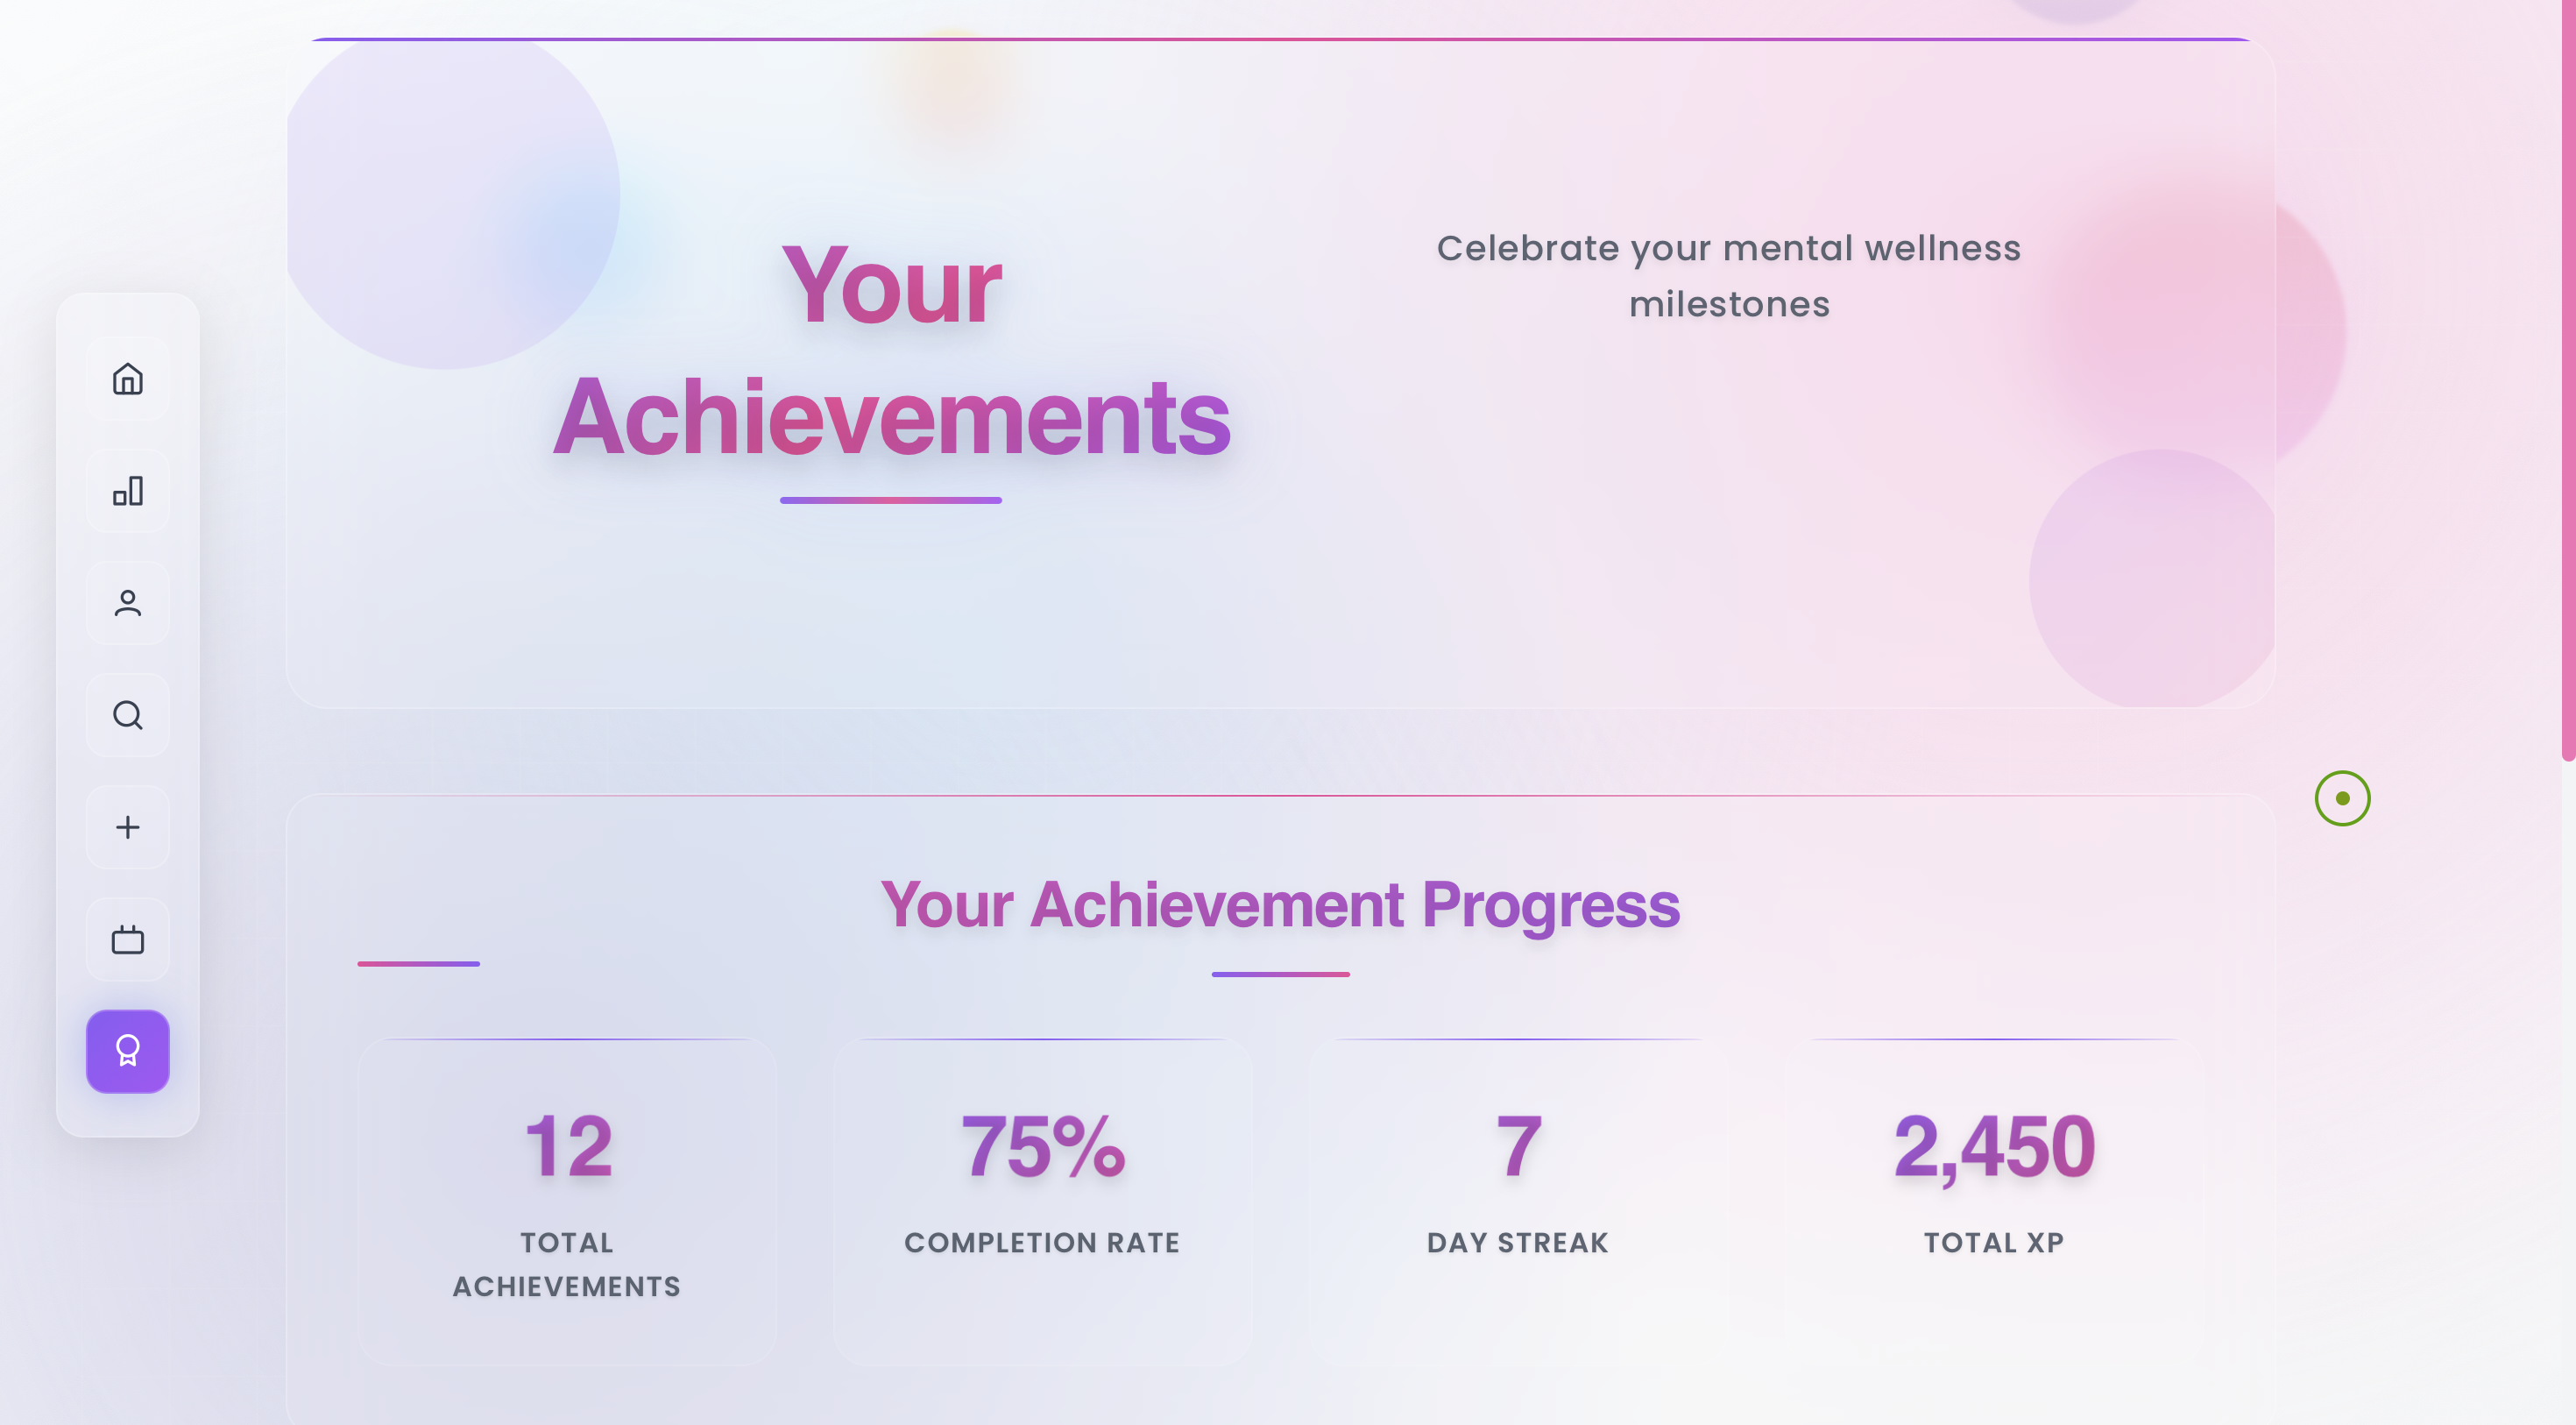 Your
Achievements
Celebrate your mental wellness
milestones
Your Achievement Progress
12
TOTAL
ACHIEVEMENTS
75%
COMPLETION RATE
7
DAY STREAK
2,450
TOTAL XP